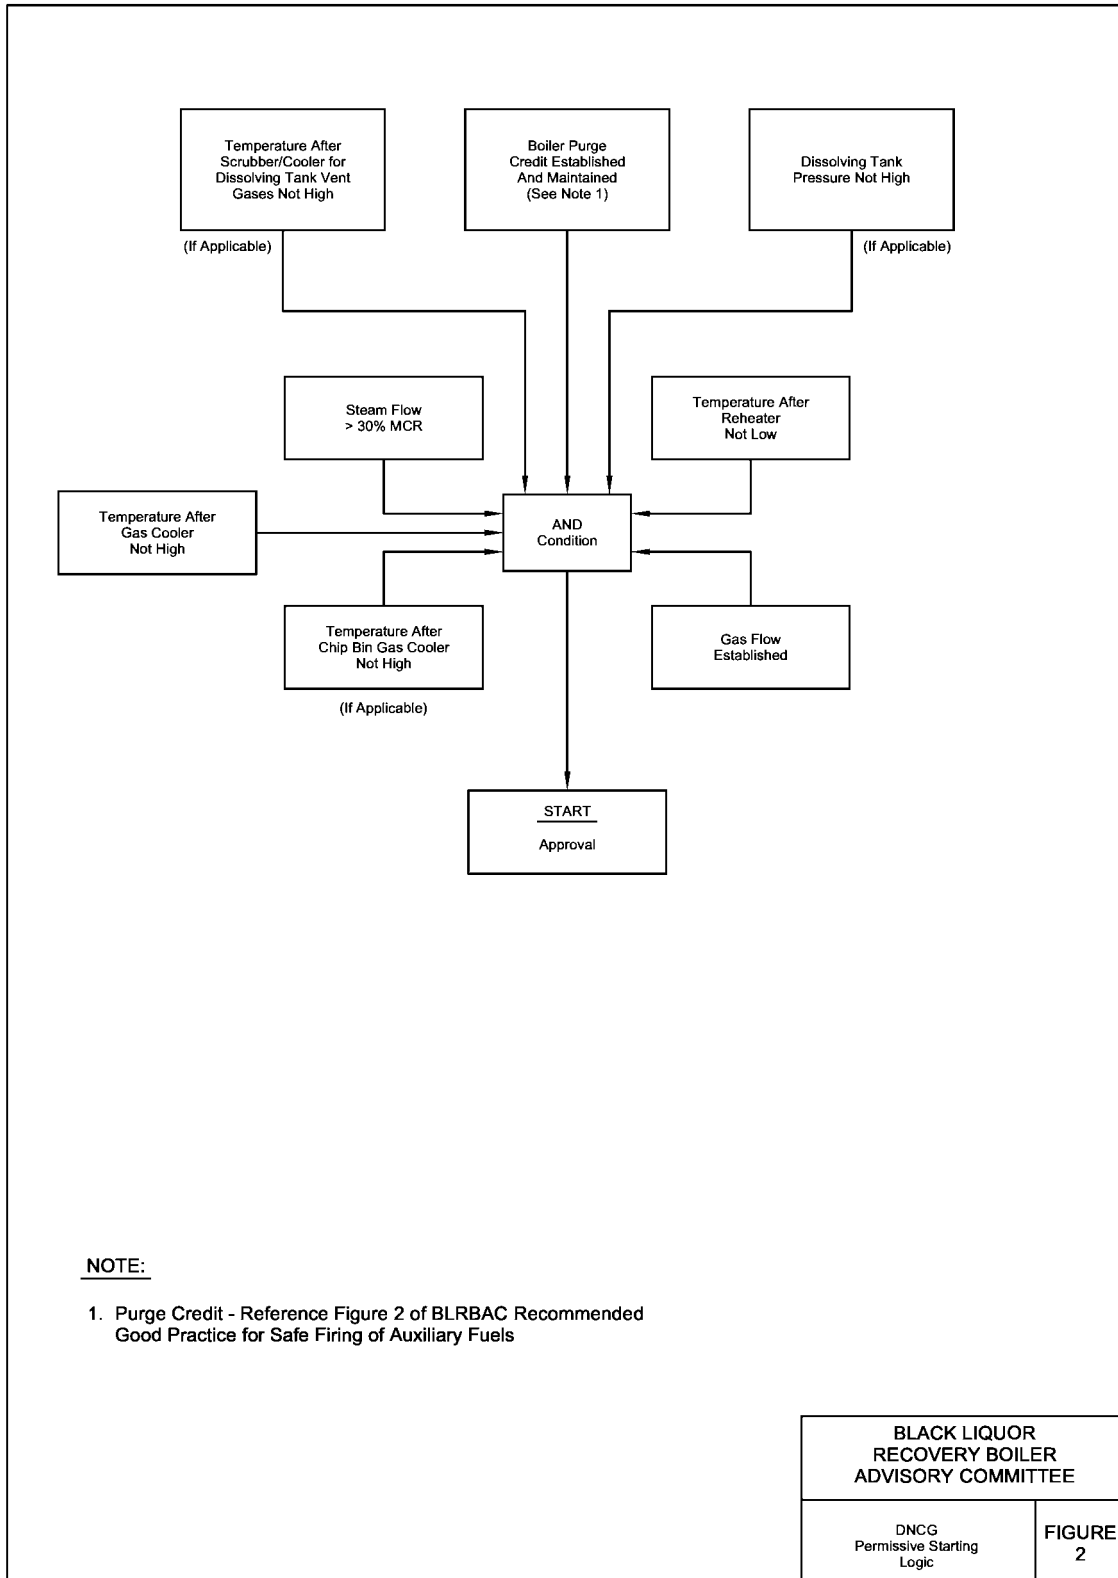 Temperature After
Scrubber/Cooler for
Dissolving Tank Vent
Gases Not High
(If Applicable)
Boiler Purge
Credit Established
And Maintained
(See Note 1)
Dissolving Tank
Pressure Not High
(If Applicable)
Steam Flow
> 30% MCR
Temperature After
Reheater
Not Low
Temperature After
Gas Cooler
Not High
AND
Condition
Temperature After
Chip Bin Gas Cooler
Not High
(If Applicable)
Gas Flow
Established
START
Approval
NOTE:
1. Purge Credit - Reference Figure 2 of BLRBAC Recommended
Good Practice for Safe Firing of Auxiliary Fuels
BLACK LIQUOR
RECOVERY BOILER
ADVISORY COMMITTEE
DNCG
Permissive Starting
Logic
FIGURE
2